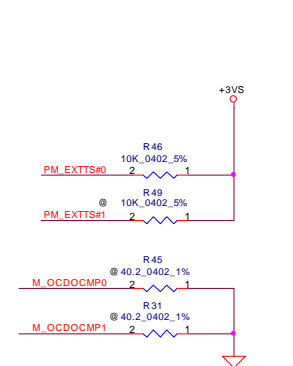 +3VS
R46
10K_0402_5%
PM_EXTTS#0 2 1
R49
@ 10K_0402_5%
PM_EXTTS#1 2 1
R45
@ 40.2_0402_1%
M_OCDOCMP0 2 1
R31
@ 40.2_0402_1%
M_OCDOCMP1 2 1